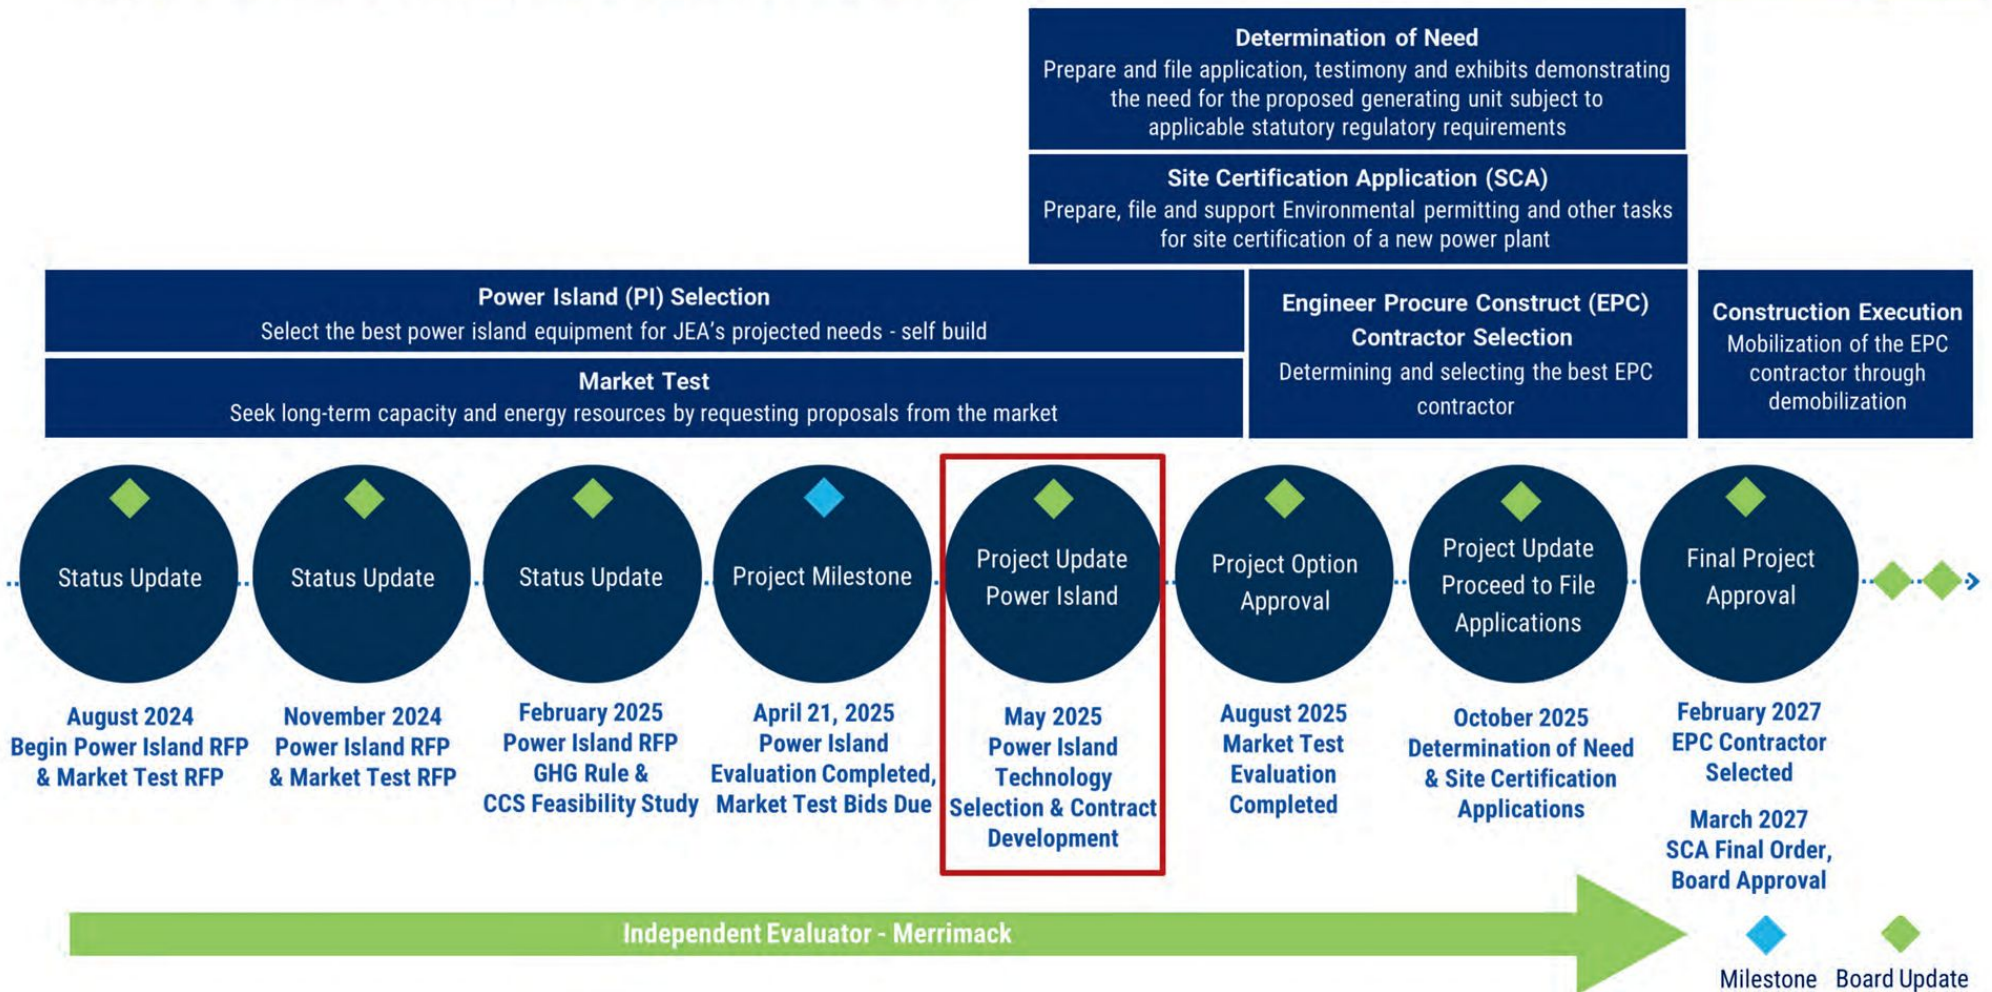 Determination of Need
Prepare and file application, testimony and exhibits demonstrating
the need for the proposed generating unit subject to
applicable statutory regulatory requirements
Site Certification Application (SCA)
Prepare, file and support Environmental permitting and other tasks
for site certification of a new power plant
Power Island (PI) Selection
Select the best power island equipment for JEA's projected needs - self build
Market Test
Seek long-term capacity and energy resources by requesting proposals from the market
Engineer Procure Construct (EPC)
Contractor Selection
Determining and selecting the best EPC
contractor
Construction Execution
Mobilization of the EPC
contractor through
demobilization
Status Update
Status Update
Status Update
Project Milestone
Project Update
Power Island
Project Option
Approval
Project Update
Proceed to File
Applications
Final Project
Approval
August 2024
Begin Power Island RFP
& Market Test RFP
November 2024
Power Island RFP
& Market Test RFP
February 2025
Power Island RFP
GHG Rule &
CCS Feasibility Study
April 21, 2025
Power Island
Evaluation Completed,
Market Test Bids Due
May 2025
Power Island
Technology
Selection & Contract
Development
August 2025
Market Test
Evaluation
Completed
October 2025
Determination of Need
& Site Certification
Applications
February 2027
EPC Contractor
Selected
March 2027
SCA Final Order,
Board Approval
Independent Evaluator - Merrimack
Milestone
Board Update